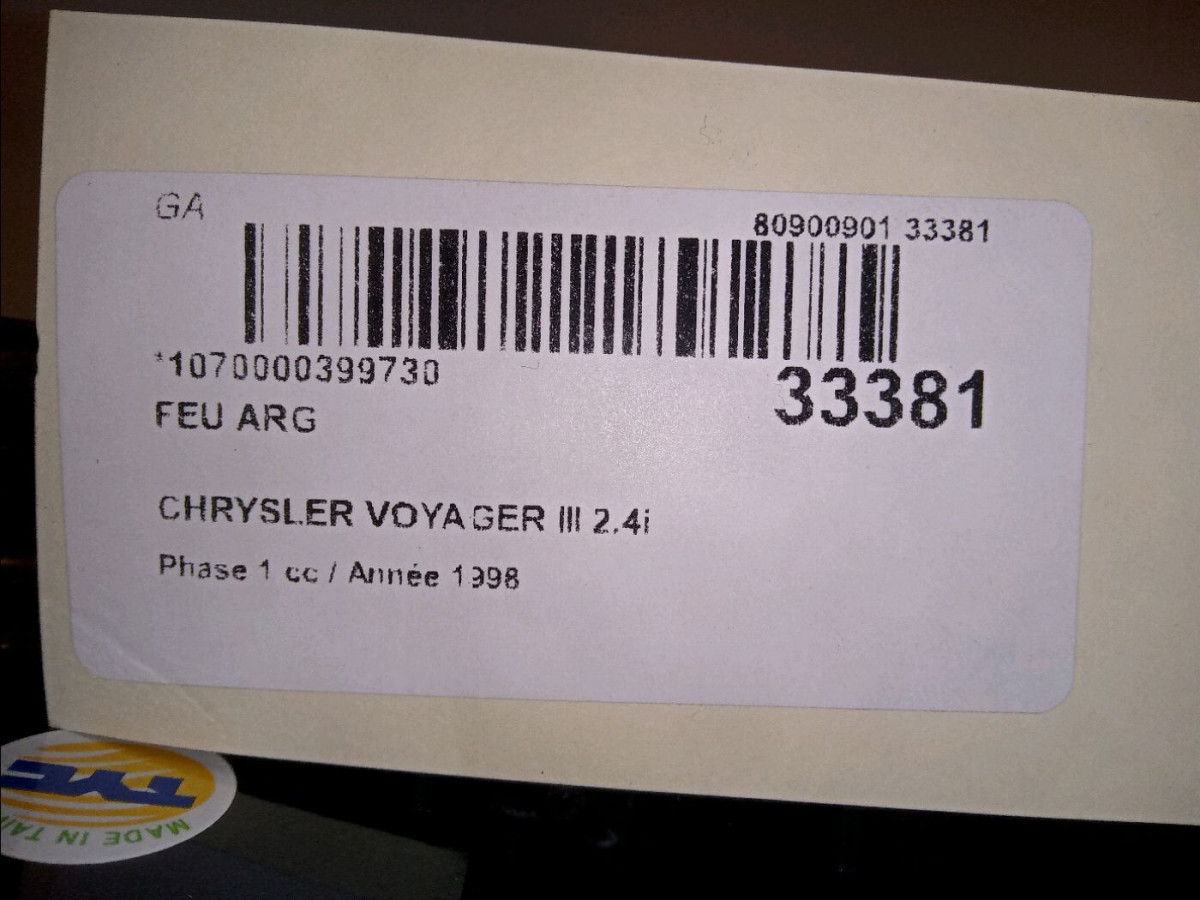 GA
80900901 33381
*1070000399730
33381
FEU ARG
CHRYSLER VOYAGER III 2.4i
Phase 1 cc / Année 1998
TYC
MADE IN TAI